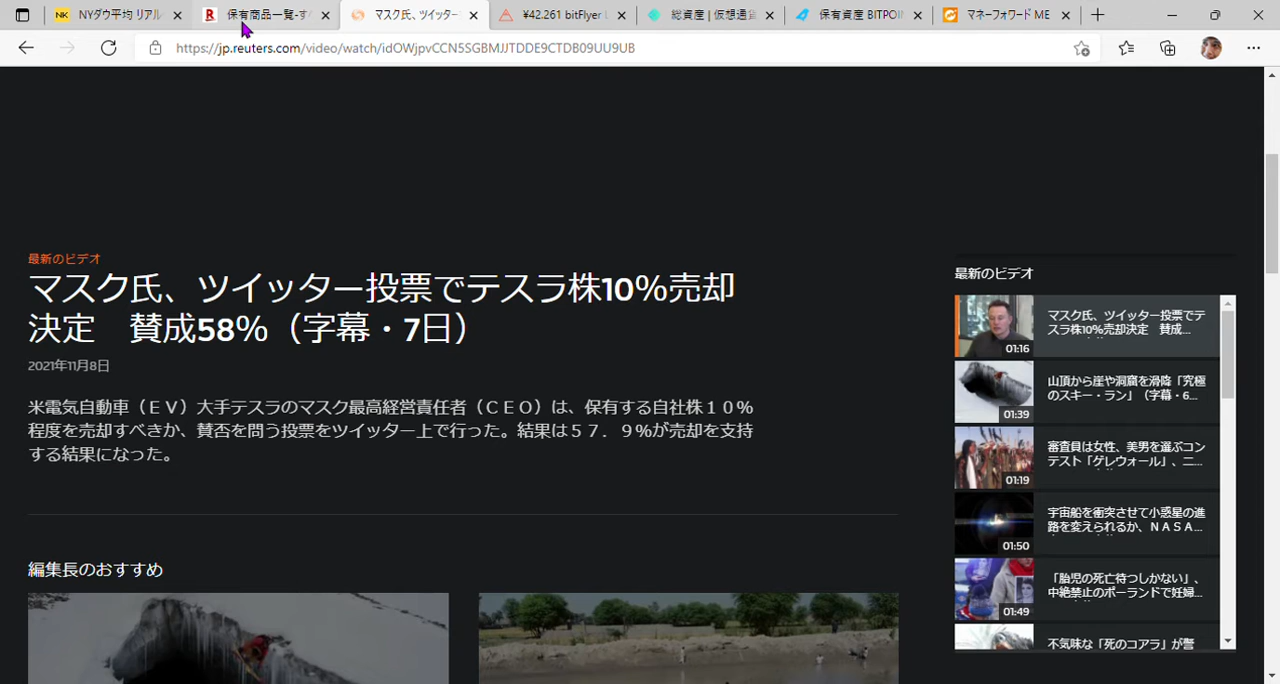 NYダウ平均 リアル
保有商品一覧-す
マスク氏、ツイッター
¥42.261 bitFlyer
総資産 | 仮想通貨
保有資産 BITPOIN
マネーフォワード ME
https://jp.reuters.com/video/watch/idOWjpvCCN5SGBMJJTDDE9CTDB09UU9UB
最新のビデオ
マスク氏、ツイッター投票でテスラ株10%売却
決定　賛成58%（字幕・7日）
2021年11月8日
米電気自動車（ＥＶ）大手テスラのマスク最高経営責任者（ＣＥＯ）は、保有する自社株１０％
程度を売却すべきか、賛否を問う投票をツイッター上で行った。結果は５７．９％が売却を支持
する結果になった。
編集長のおすすめ
最新のビデオ
マスク氏、ツイッター投票でテ
スラ株10%売却決定　賛成...
01:16
山頂から崖や洞窟を滑降「究極
のスキー・ラン」（字幕・6...
01:39
審査員は女性、美男を選ぶコン
テスト「ゲレウォール」、ニ...
01:19
宇宙船を衝突させて小惑星の進
路を変えられるか、ＮＡＳＡ...
01:50
「胎児の死亡待つしかない」、
中絶禁止のポーランドで妊婦...
01:49
不気味な「死のコアラ」が警